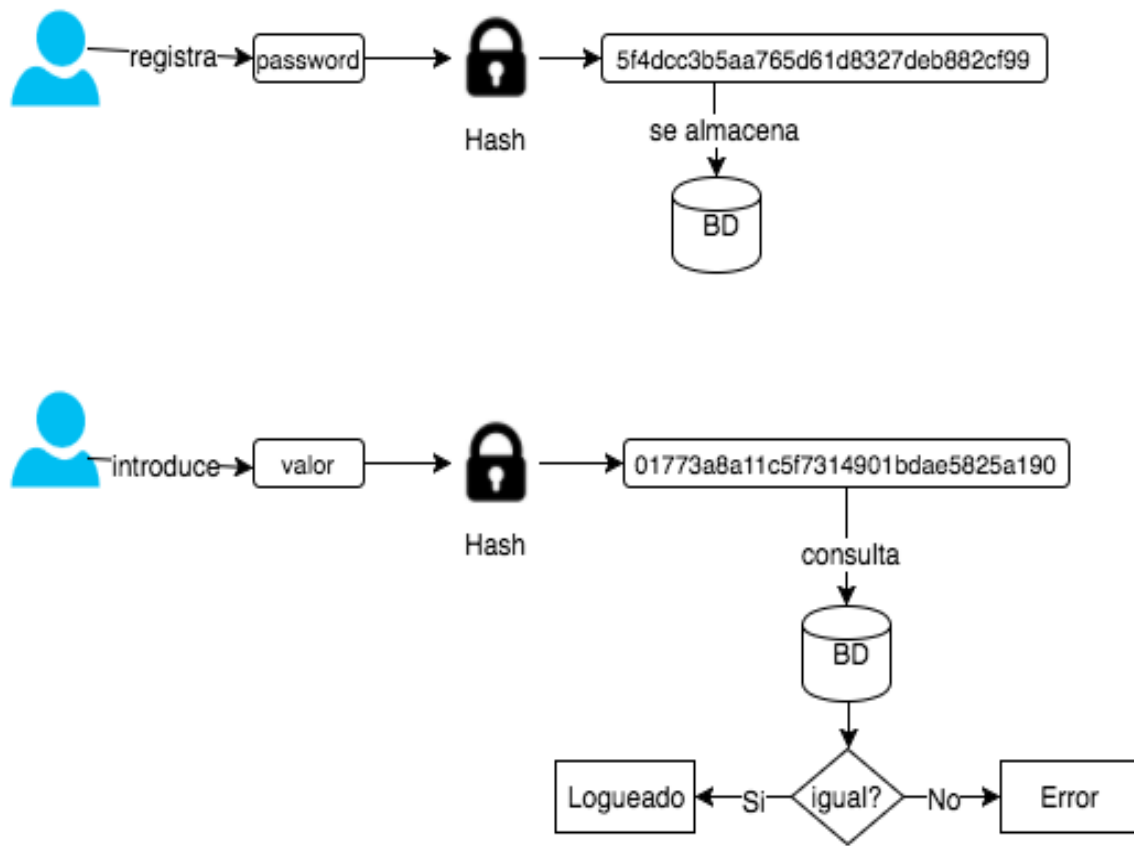 registra
password
Hash
5f4dcc3b5aa765d61d8327deb882cf99
se almacena
BD
introduce
valor
Hash
01773a8a11c5f7314901bdae5825a190
consulta
BD
Logueado
Si
igual?
No
Error